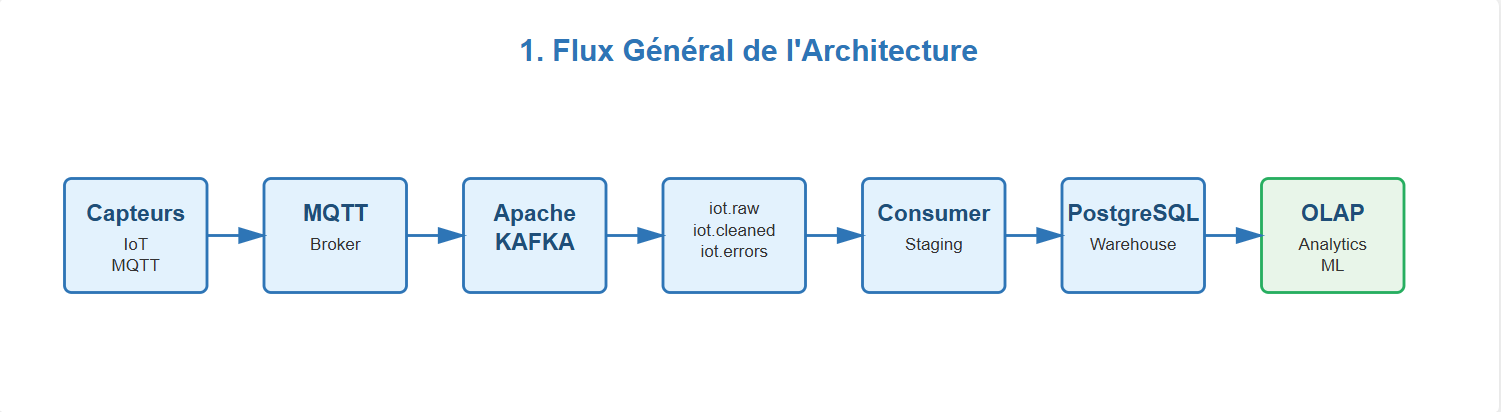 1. Flux Général de l'Architecture
Capteurs
IoT
MQTT
MQTT
Broker
Apache
KAFKA
iot.raw
iot.cleaned
iot.errors
Consumer
Staging
PostgreSQL
Warehouse
OLAP
Analytics
ML